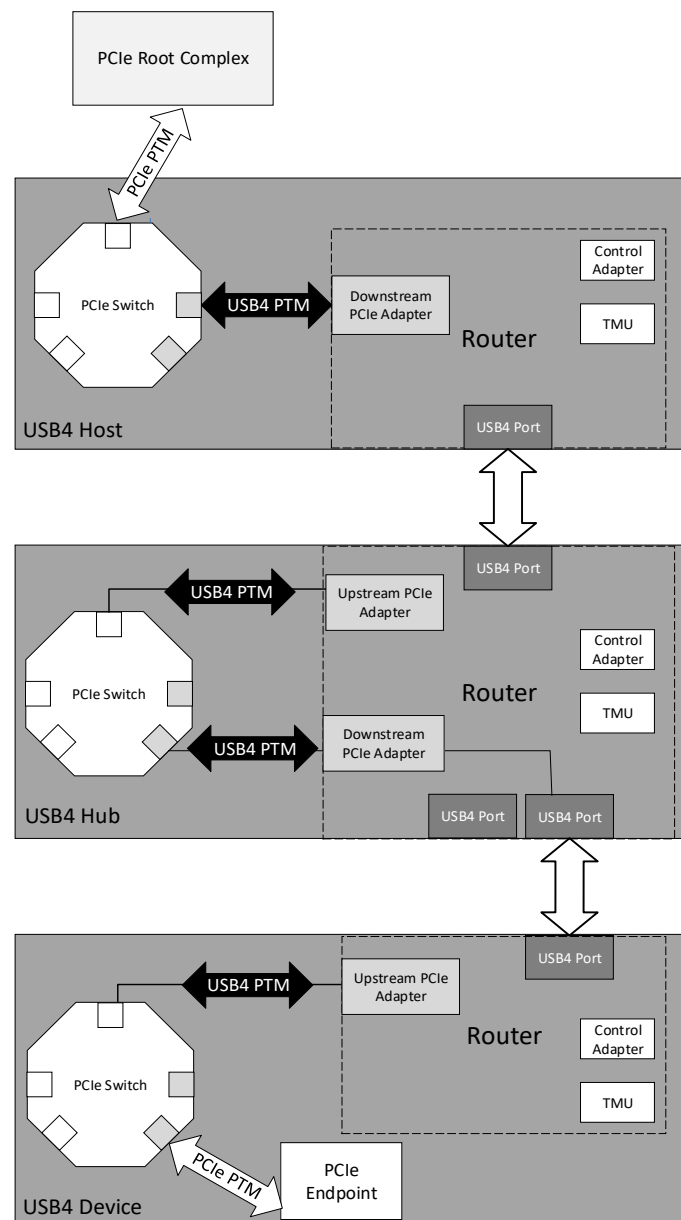 PCIe Root Complex
PCIe PTM
PCIe Switch
USB4 PTM
Downstream
PCIe Adapter
Control
Adapter
TMU
Router
USB4 Port
USB4 Host
USB4 Port
USB4 PTM
Upstream PCIe
Adapter
Control
Adapter
PCIe Switch
Router
TMU
USB4 PTM
Downstream
PCIe Adapter
USB4 Hub
USB4 Port
USB4 Port
USB4 Port
USB4 PTM
Upstream PCIe
Adapter
Router
Control
Adapter
PCIe Switch
TMU
PCIe PTM
PCIe
Endpoint
USB4 Device